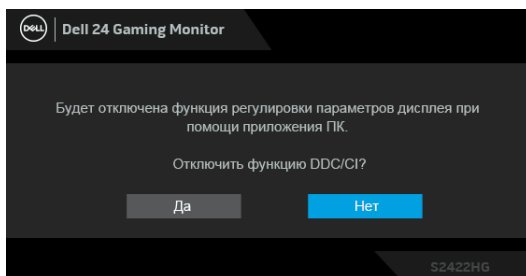 DELL
Dell 24 Gaming Monitor
Будет отключена функция регулировки параметров дисплея при
помощи приложения ПК.
Отключить функцию DDC/CI?
Да
Нет
S2422HG